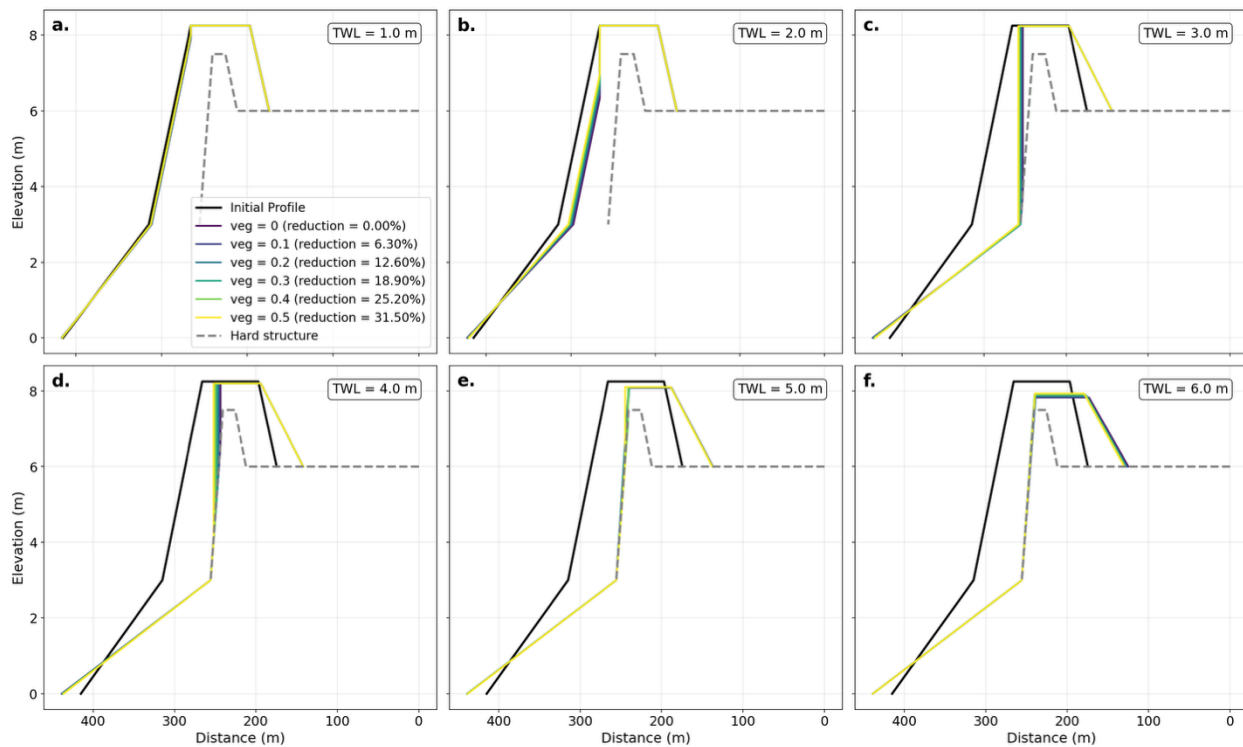 a.
TWL = 1.0 m
b.
TWL = 2.0 m
c.
TWL = 3.0 m
8
6
4
2
0
Elevation (m)
Initial Profile
veg = 0 (reduction = 0.00%)
veg = 0.1 (reduction = 6.30%)
veg = 0.2 (reduction = 12.60%)
veg = 0.3 (reduction = 18.90%)
veg = 0.4 (reduction = 25.20%)
veg = 0.5 (reduction = 31.50%)
Hard structure
d.
TWL = 4.0 m
e.
TWL = 5.0 m
f.
TWL = 6.0 m
8
6
4
2
0
Elevation (m)
400 300 200 100 0
Distance (m)
400 300 200 100 0
Distance (m)
400 300 200 100 0
Distance (m)